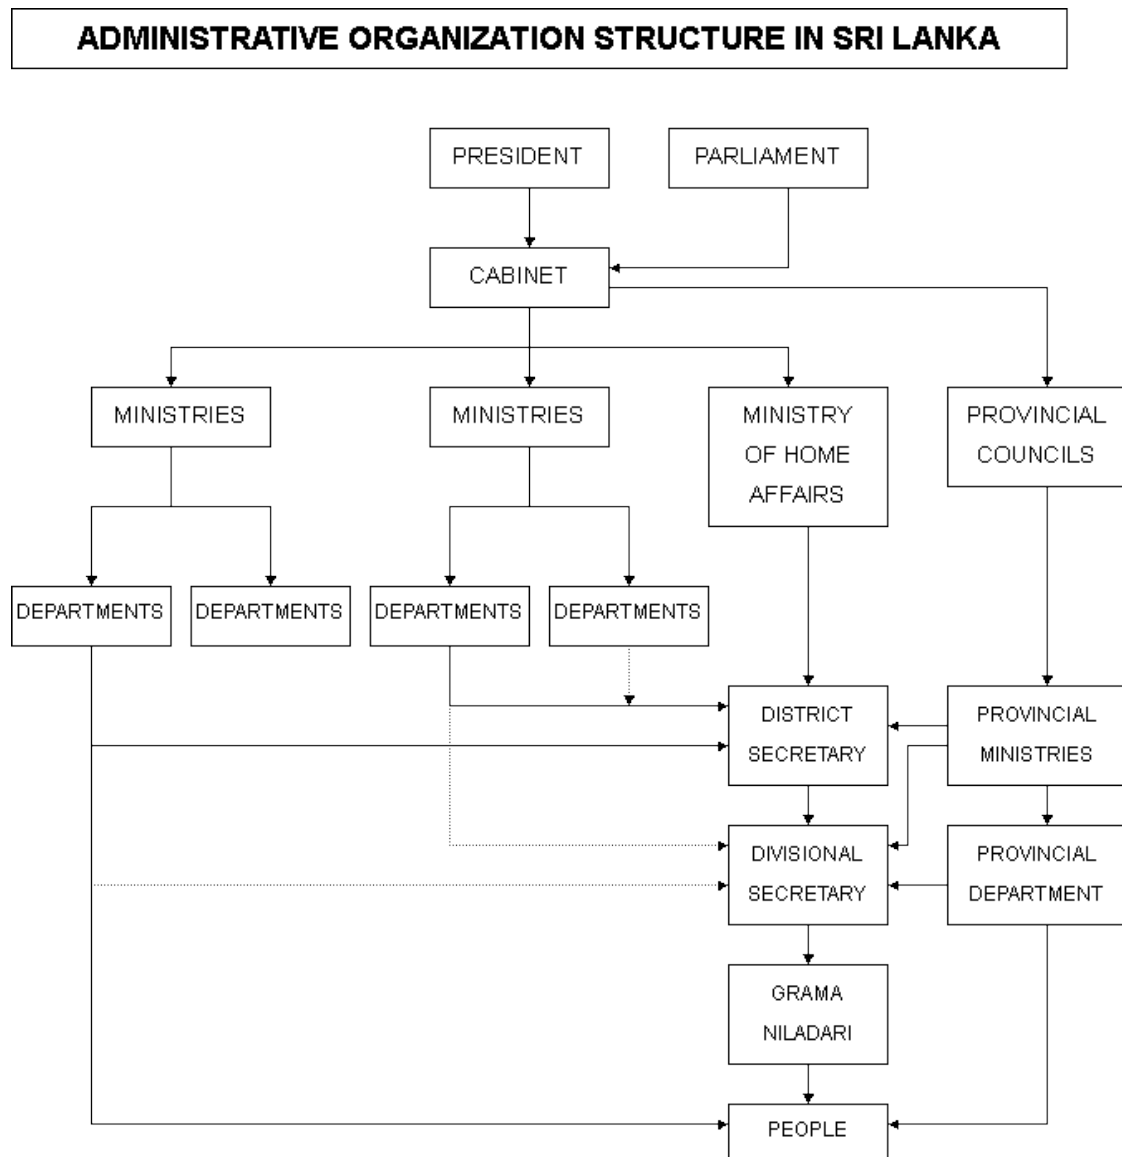 ADMINISTRATIVE ORGANIZATION STRUCTURE IN SRI LANKA
PRESIDENT
PARLIAMENT
CABINET
MINISTRIES
MINISTRIES
MINISTRY
OF HOME
AFFAIRS
PROVINCIAL
COUNCILS
DEPARTMENTS
DEPARTMENTS
DEPARTMENTS
DEPARTMENTS
DISTRICT
SECRETARY
PROVINCIAL
MINISTRIES
DIVISIONAL
SECRETARY
PROVINCIAL
DEPARTMENT
GRAMA
NILADARI
PEOPLE